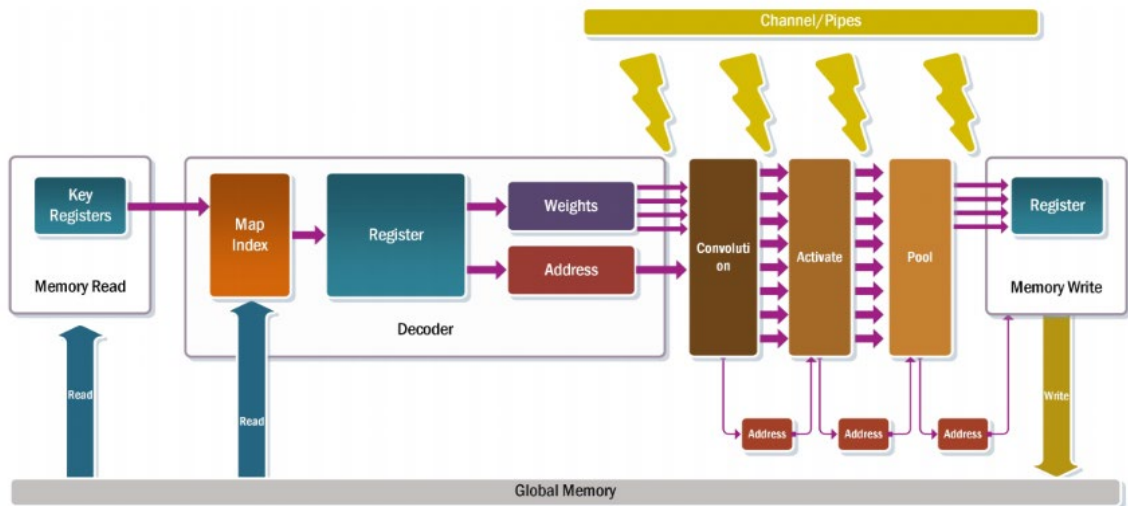 Channel/Pipes
Key
Registers
Memory Read
Map
Index
Register
Weights
Address
Decoder
Convoluti
on
Activate
Pool
Register
Memory Write
Read
Read
Address
Address
Address
Write
Global Memory